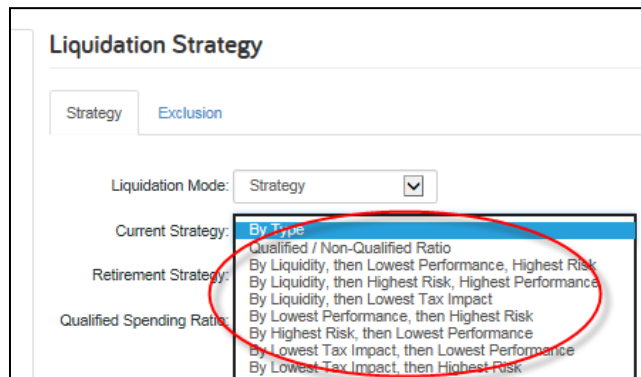 Liquidation Strategy
Strategy Exclusion
Liquidation Mode: Strategy
Current Strategy: By Type
Qualified / Non-Qualified Ratio
By Liquidity, then Lowest Performance, Highest Risk
Retirement Strategy: By Liquidity, then Highest Risk, Highest Performance
By Liquidity, then Lowest Tax Impact
Qualified Spending Ratio: By Lowest Performance, then Highest Risk
By Highest Risk, then Lowest Performance
By Lowest Tax Impact, then Lowest Performance
By Lowest Tax Impact, then Highest Risk